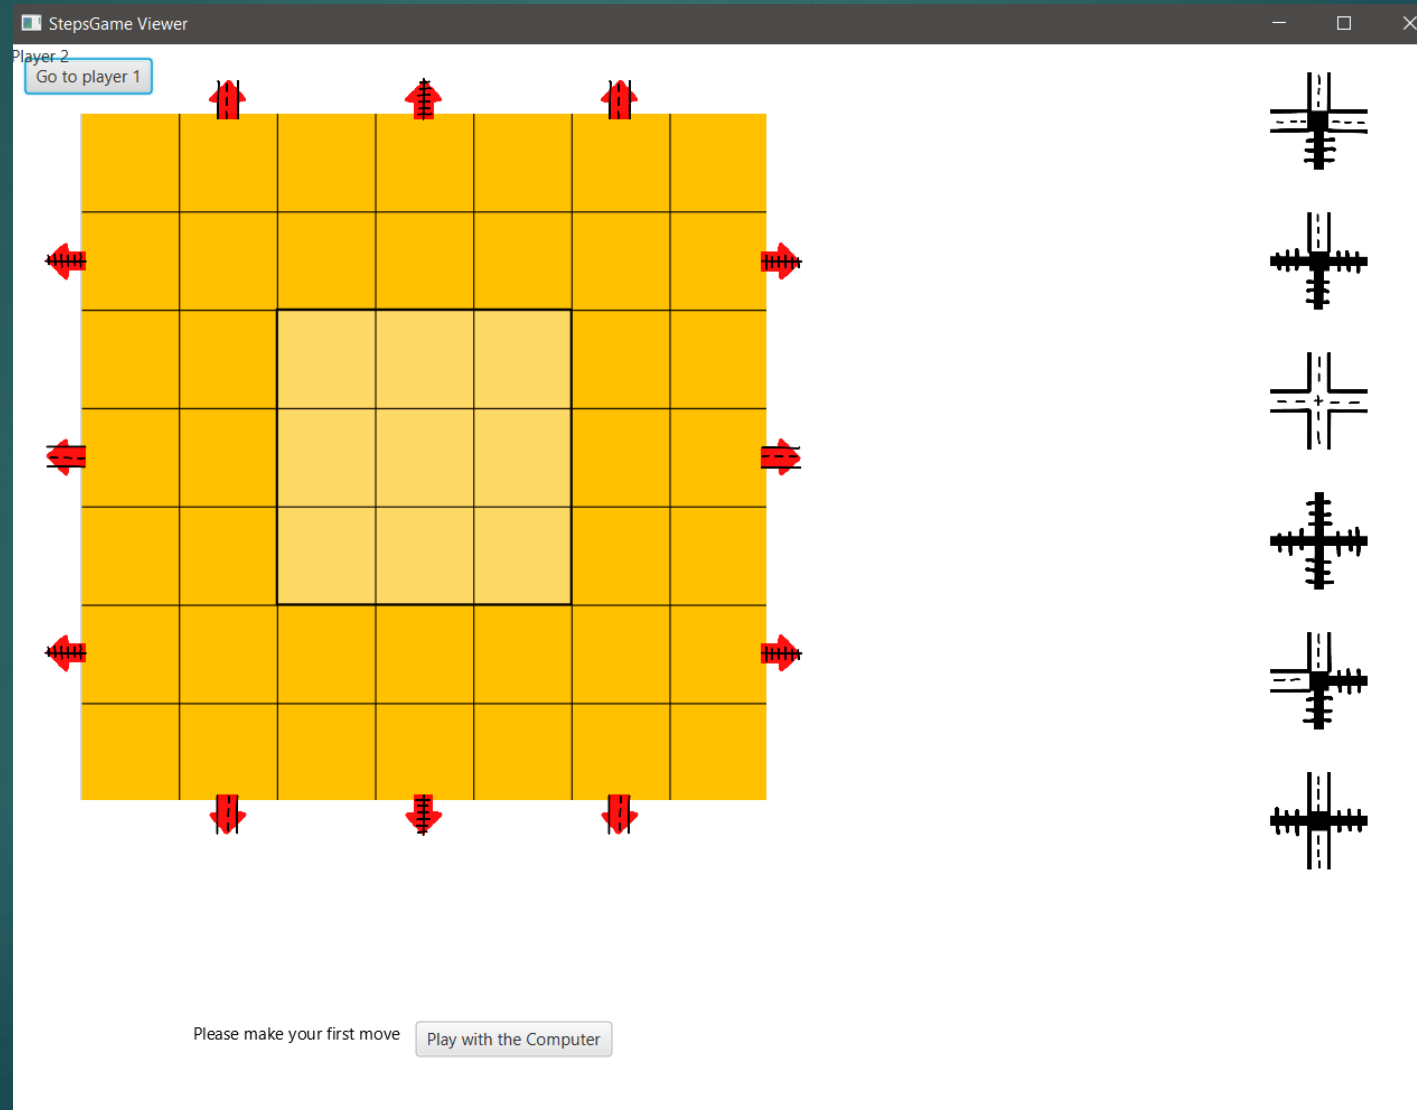 StepsGame Viewer
Player 2
Go to player 1
Please make your first move
Play with the Computer